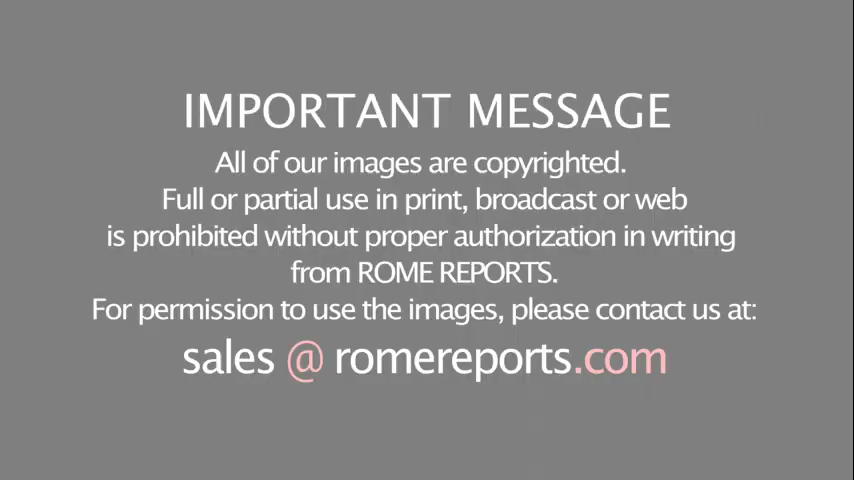 IMPORTANT MESSAGE
All of our images are copyrighted.
Full or partial use in print, broadcast or web
is prohibited without proper authorization in writing
from ROME REPORTS.
For permission to use the images, please contact us at:
sales @ romereports.com